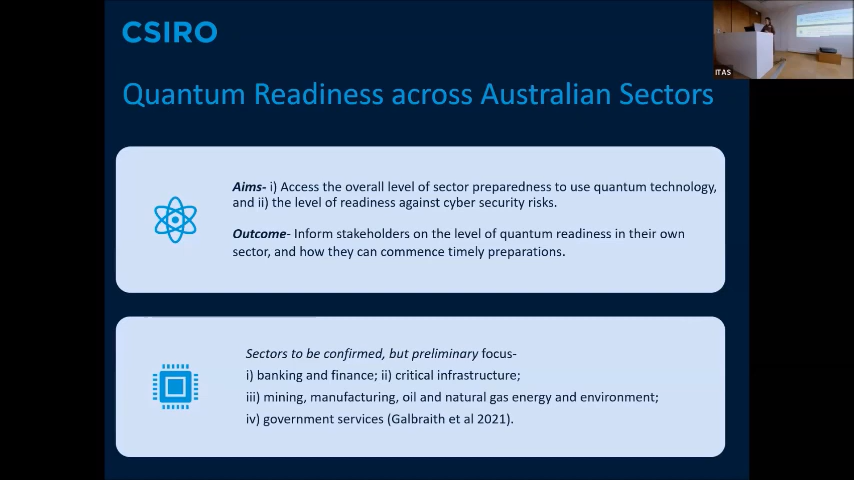 CSIRO
ITAS
Quantum Readiness across Australian Sectors
Aims- i) Access the overall level of sector preparedness to use quantum technology,
and ii) the level of readiness against cyber security risks.
Outcome- Inform stakeholders on the level of quantum readiness in their own
sector, and how they can commence timely preparations.
Sectors to be confirmed, but preliminary focus-
i) banking and finance; ii) critical infrastructure;
iii) mining, manufacturing, oil and natural gas energy and environment;
iv) government services (Galbraith et al 2021).